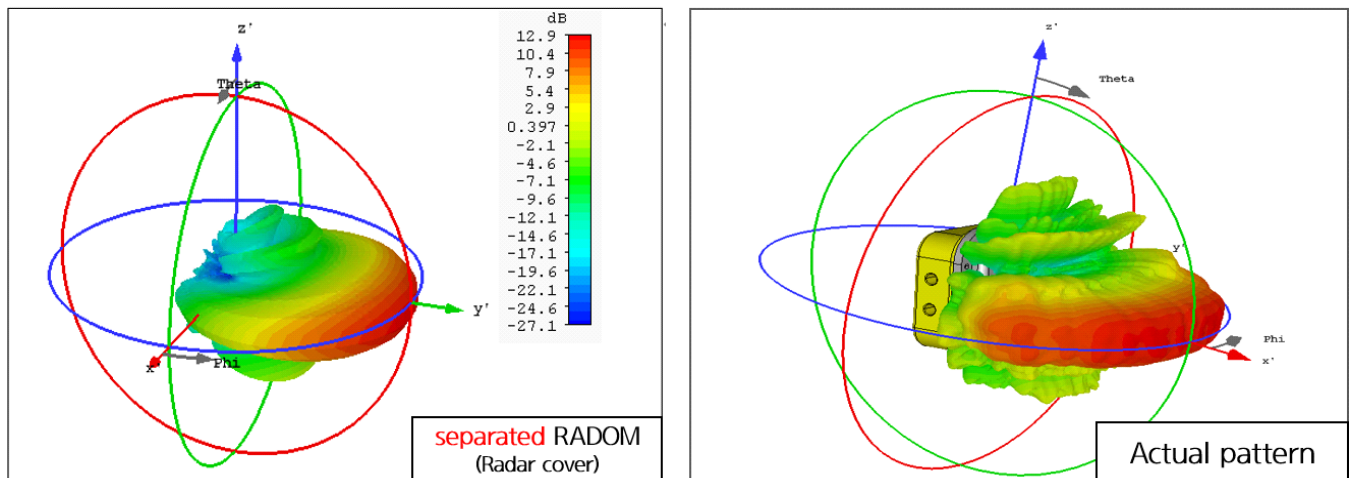 z'
Theta
y'
x
Phi
dB
12.9
10.4
7.9
5.4
2.9
0.397
-2.1
-4.6
-7.1
-9.6
-12.1
-14.6
-17.1
-19.6
-22.1
-24.6
-27.1
separated RADOM
(Radar cover)
z'
Theta
y'
Phi
x'
Actual pattern